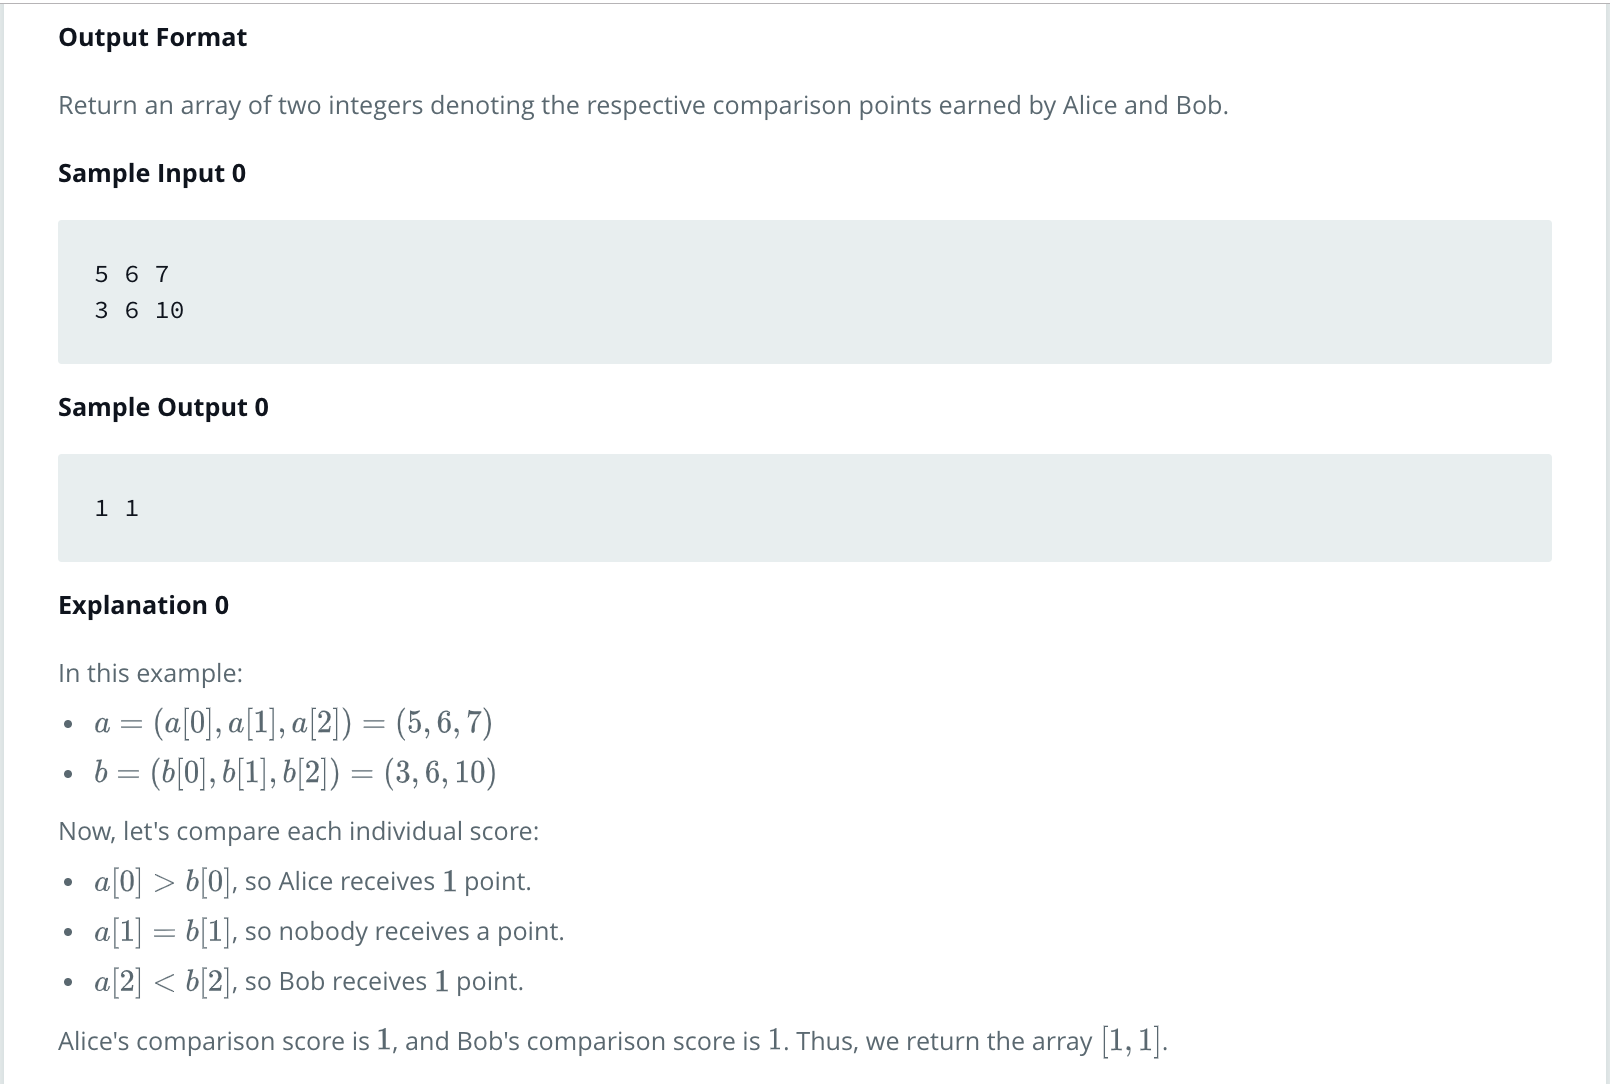 Output Format
Return an array of two integers denoting the respective comparison points earned by Alice and Bob.
Sample Input 0
5 6 7
3 6 10
Sample Output 0
1 1
Explanation 0
In this example:
• a = (a[0], a[1], a[2]) = (5, 6, 7)
• b = (b[0], b[1], b[2]) = (3, 6, 10)
Now, let's compare each individual score:
• a[0] > b[0], so Alice receives 1 point.
• a[1] = b[1], so nobody receives a point.
• a[2] < b[2], so Bob receives 1 point.
Alice's comparison score is 1, and Bob's comparison score is 1. Thus, we return the array [1, 1].